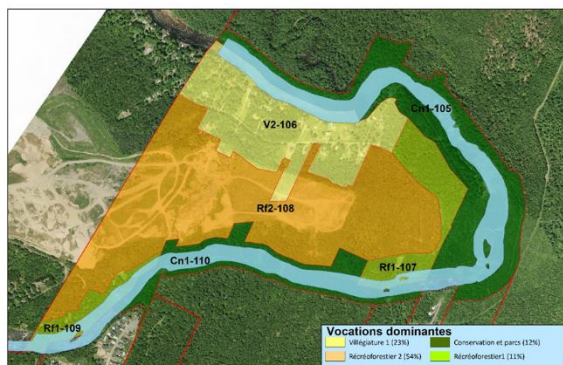 Cn1-105
V2-106
Rf2-108
Cn1-110
Rf1-107
Rf1-109
Vocations dominantes
Villégiature 1 (23%)
Conservation et parcs (12%)
Récréoforestier 2 (54%)
Récréoforestier1 (11%)